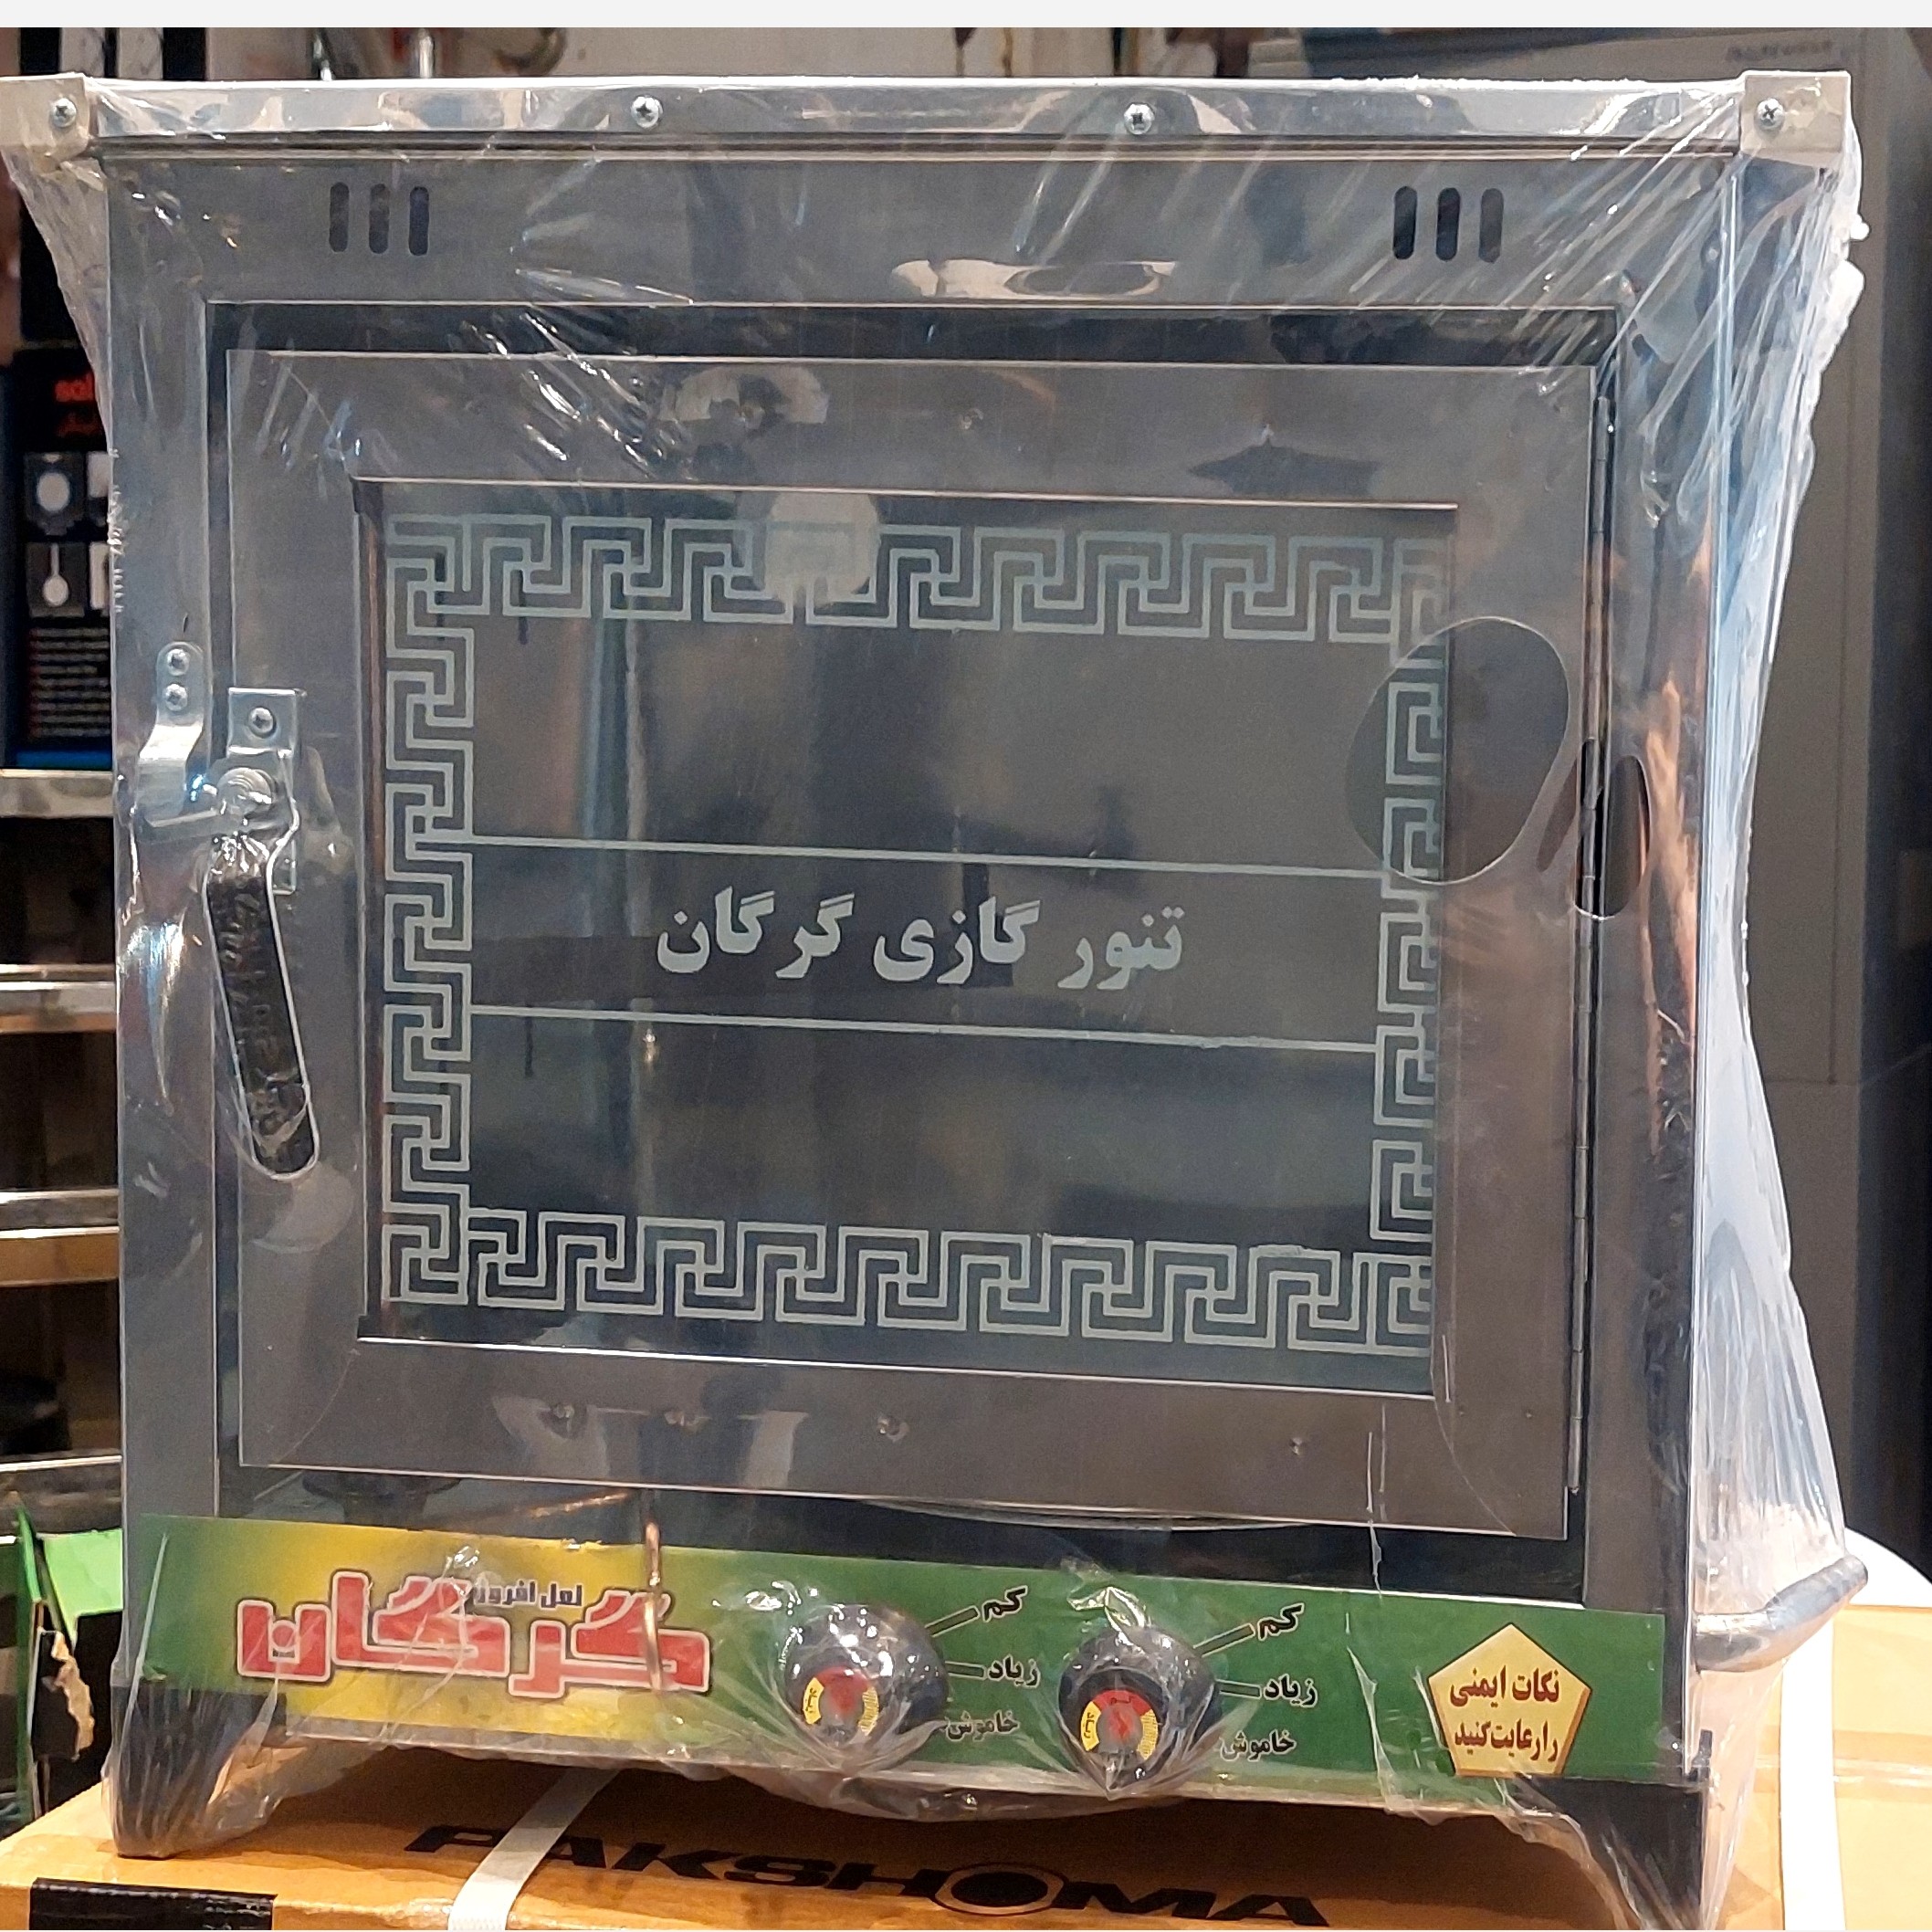 تنور گازی گرگان
لعل افروز
گرگان
کم
زیاد
خاموش
کم
زیاد
خاموش
نکات ایمنی
را رعایت کنید
PAKSHOMA